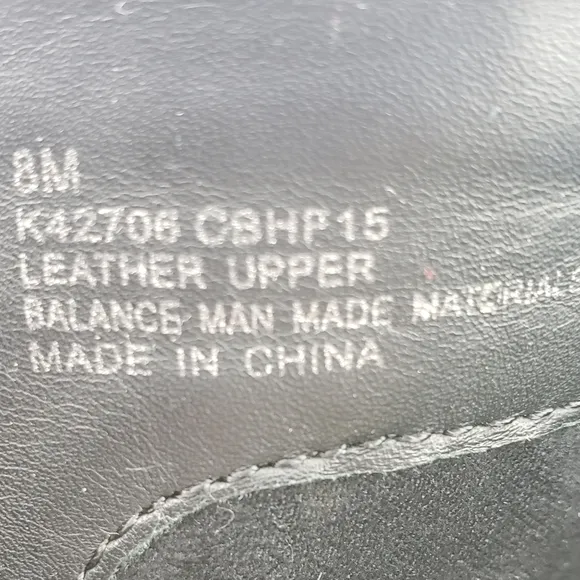 8M
K42706 CBHP15
LEATHER UPPER
BALANCE MAN MADE MATERIALS
MADE IN CHINA